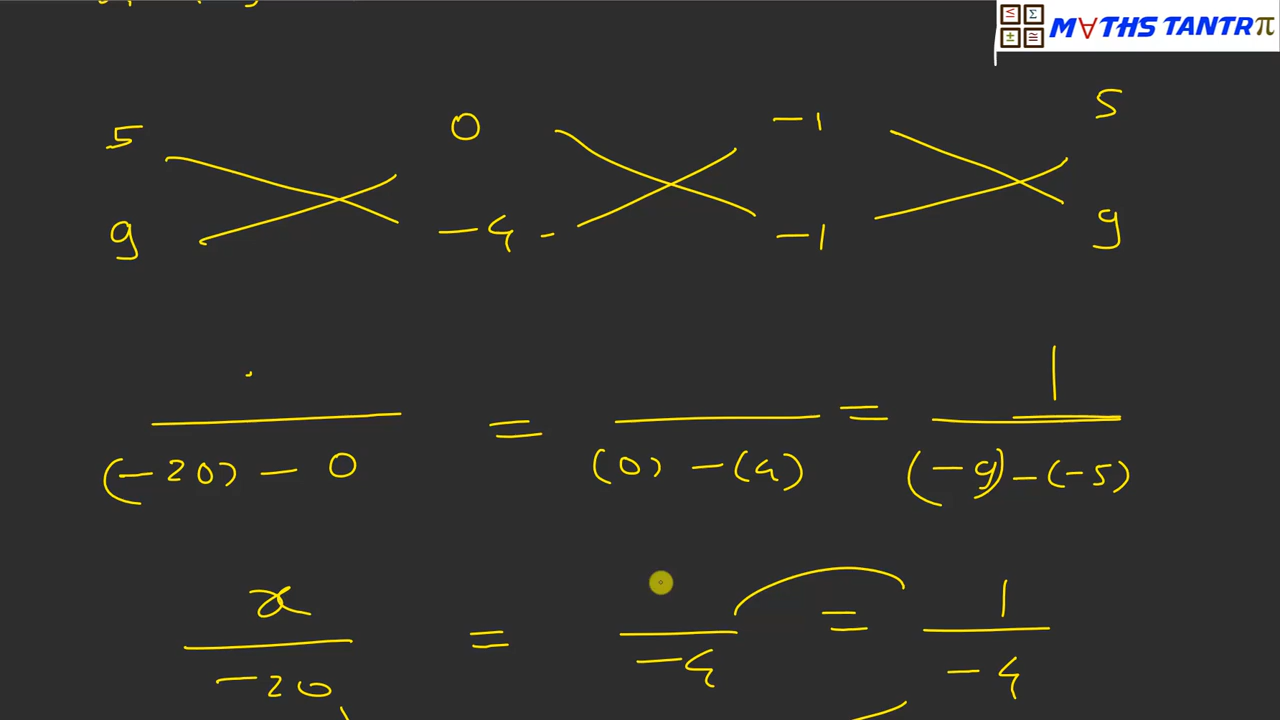 ≤ Σ ± ≅ M∀THS TANTRπ
5 0 -1 5
9 -4 -1 9
1
(-20) - 0 = (0) - (4) = (-9) - (-5)
x = = 1
-20 -4 -4